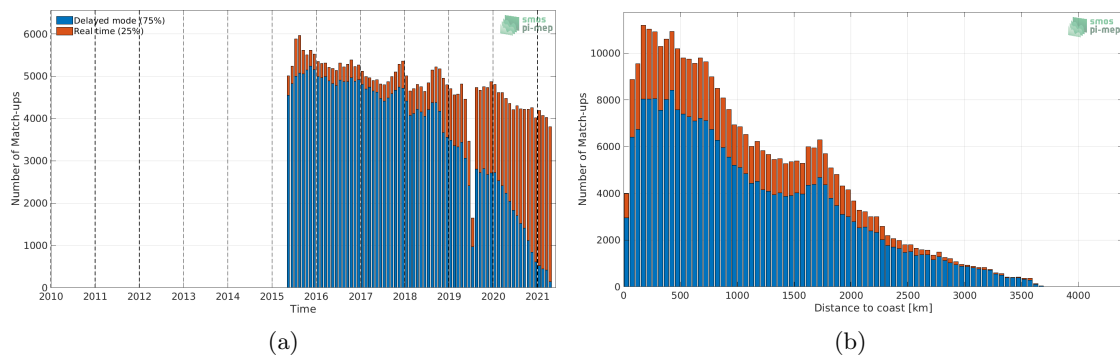 Delayed mode (75%)
Real time (25%)
smos
pi-mep
Number of Match-ups
6000
5000
4000
3000
2000
1000
0
2010 2011 2012 2013 2014 2015 2016 2017 2018 2019 2020 2021
Time
(a)
smos
pi-mep
Number of Match-ups
10000
8000
6000
4000
2000
0
0 500 1000 1500 2000 2500 3000 3500 4000
Distance to coast [km]
(b)